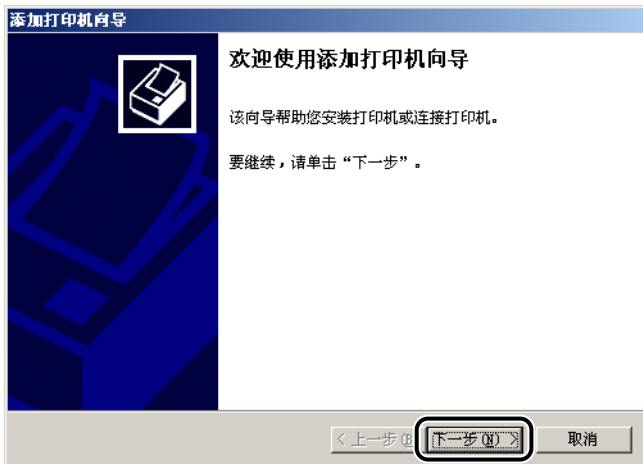 添加打印机向导
欢迎使用添加打印机向导
该向导帮助您安装打印机或连接打印机。
要继续，请单击“下一步”。
< 上一步(B) 下一步(N) > 取消